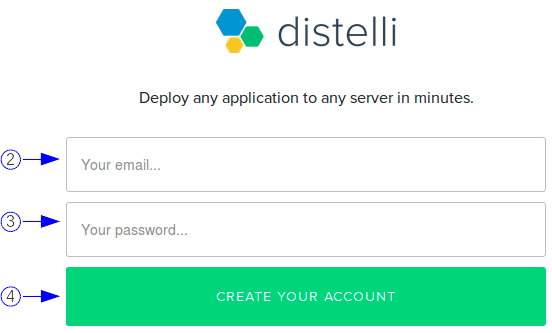 distelli
Deploy any application to any server in minutes.
2
Your email...
3
Your password...
4
CREATE YOUR ACCOUNT